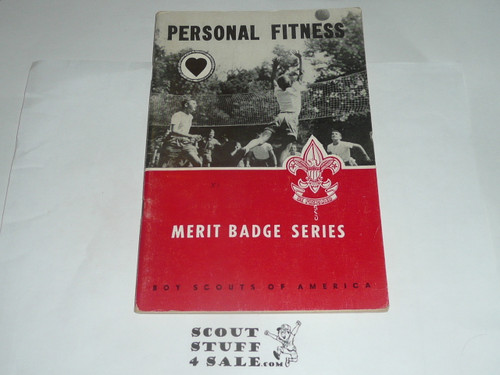 PERSONAL FITNESS
MERIT BADGE SERIES
BOY SCOUTS OF AMERICA
SCOUT
STUFF
4 SALE.COM